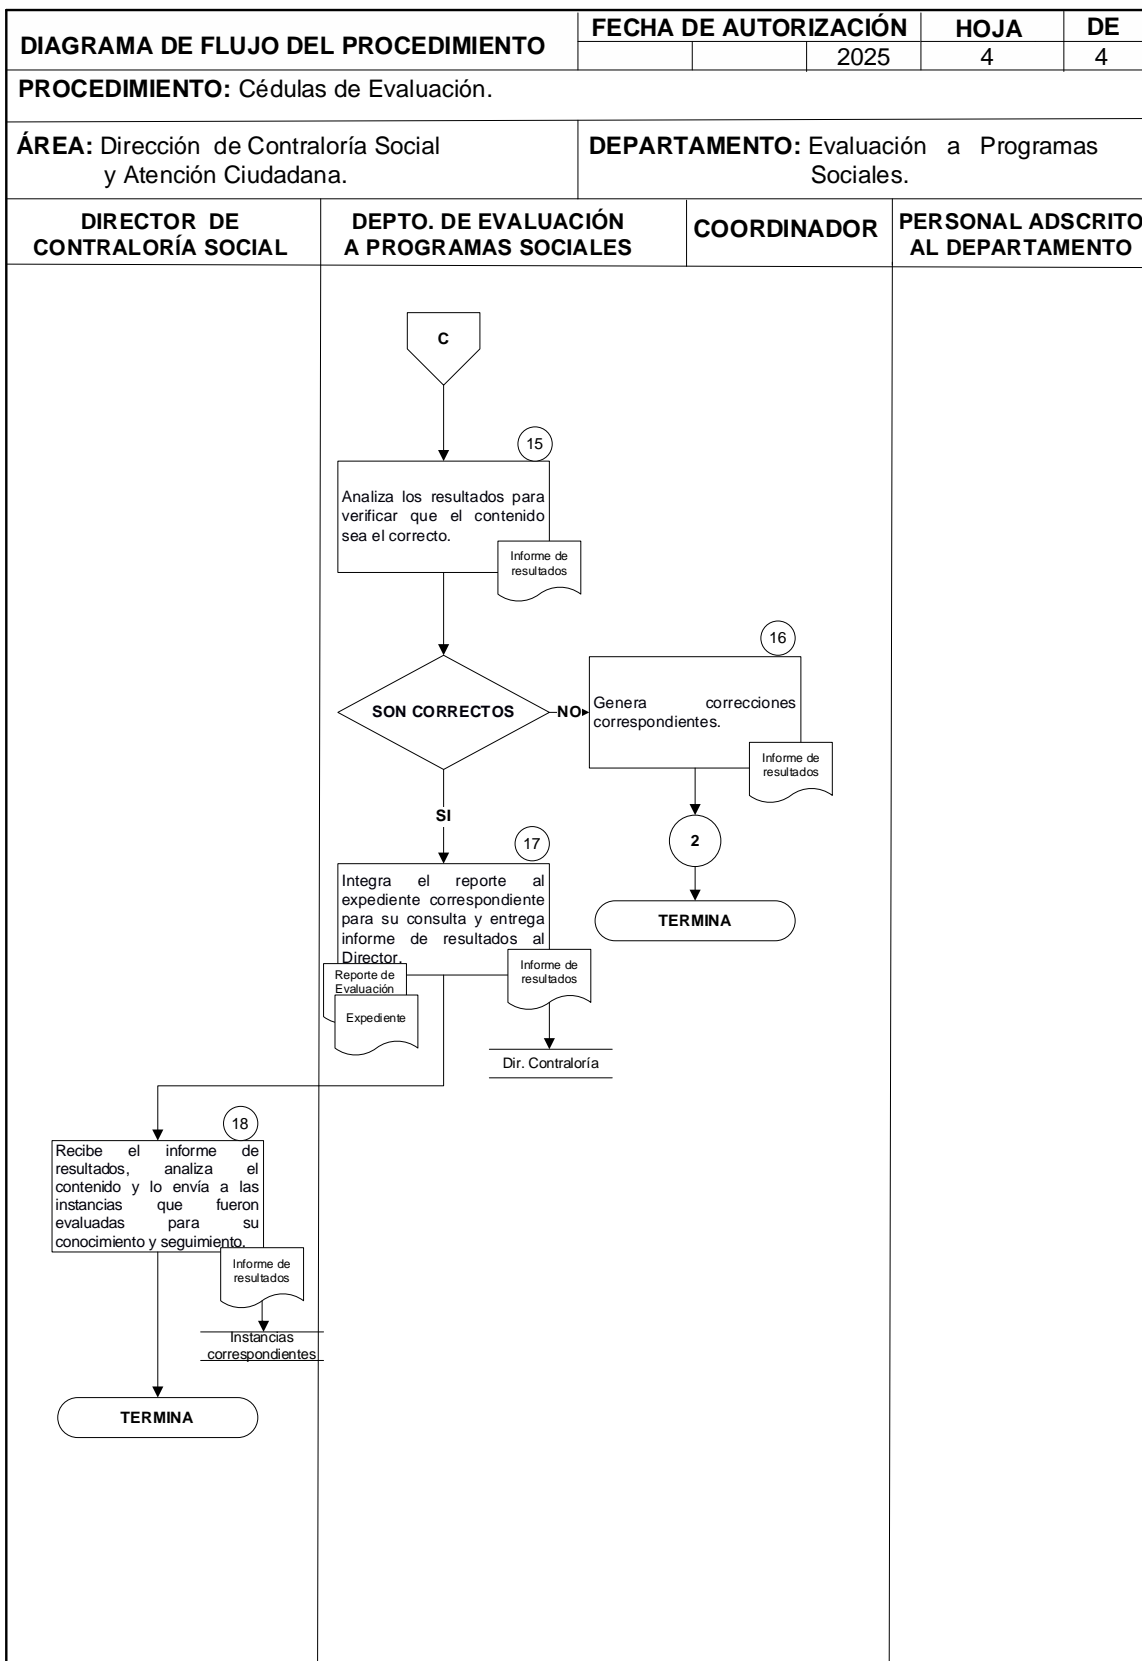 DIAGRAMA DE FLUJO DEL PROCEDIMIENTO
FECHA DE AUTORIZACIÓN
HOJA
DE
2025
4
4
PROCEDIMIENTO: Cédulas de Evaluación.
ÁREA: Dirección de Contraloría Social
y Atención Ciudadana.
DEPARTAMENTO: Evaluación a Programas
Sociales.
DIRECTOR DE
CONTRALORÍA SOCIAL
DEPTO. DE EVALUACIÓN
A PROGRAMAS SOCIALES
COORDINADOR
PERSONAL ADSCRITO
AL DEPARTAMENTO
C
15
Analiza los resultados para
verificar que el contenido
sea el correcto.
Informe de
resultados
SON CORRECTOS
NO
16
Genera correcciones
correspondientes.
Informe de
resultados
2
TERMINA
SI
17
Integra el reporte al
expediente correspondiente
para su consulta y entrega
informe de resultados al
Director.
Reporte de
Evaluación
Expediente
Informe de
resultados
Dir. Contraloría
18
Recibe el informe de
resultados, analiza el
contenido y lo envía a las
instancias que fueron
evaluadas para su
conocimiento y seguimiento.
Informe de
resultados
Instancias
correspondientes
TERMINA